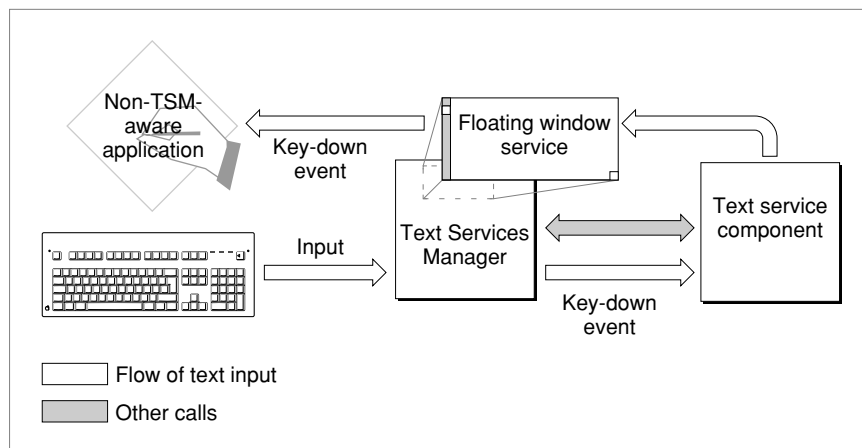 Non-TSM-
aware
application
Key-down
event
Floating window
service
Input
Text Services
Manager
Text service
component
Key-down
event
Flow of text input
Other calls